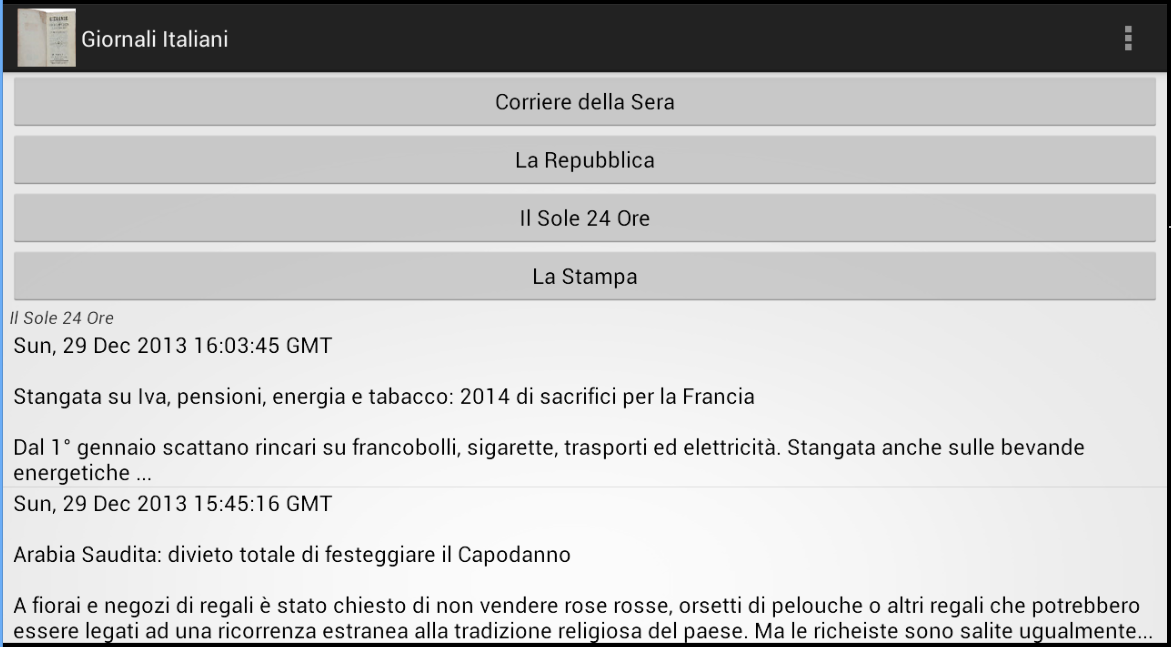 Giornali Italiani
Corriere della Sera
La Repubblica
Il Sole 24 Ore
La Stampa
Il Sole 24 Ore
Sun, 29 Dec 2013 16:03:45 GMT
Stangata su Iva, pensioni, energia e tabacco: 2014 di sacrifici per la Francia
Dal 1° gennaio scattano rincari su francobolli, sigarette, trasporti ed elettricità. Stangata anche sulle bevande
energetiche ...
Sun, 29 Dec 2013 15:45:16 GMT
Arabia Saudita: divieto totale di festeggiare il Capodanno
A fiorai e negozi di regali è stato chiesto di non vendere rose rosse, orsetti di pelouche o altri regali che potrebbero
essere legati ad una ricorrenza estranea alla tradizione religiosa del paese. Ma le richeiste sono salite ugualmente...